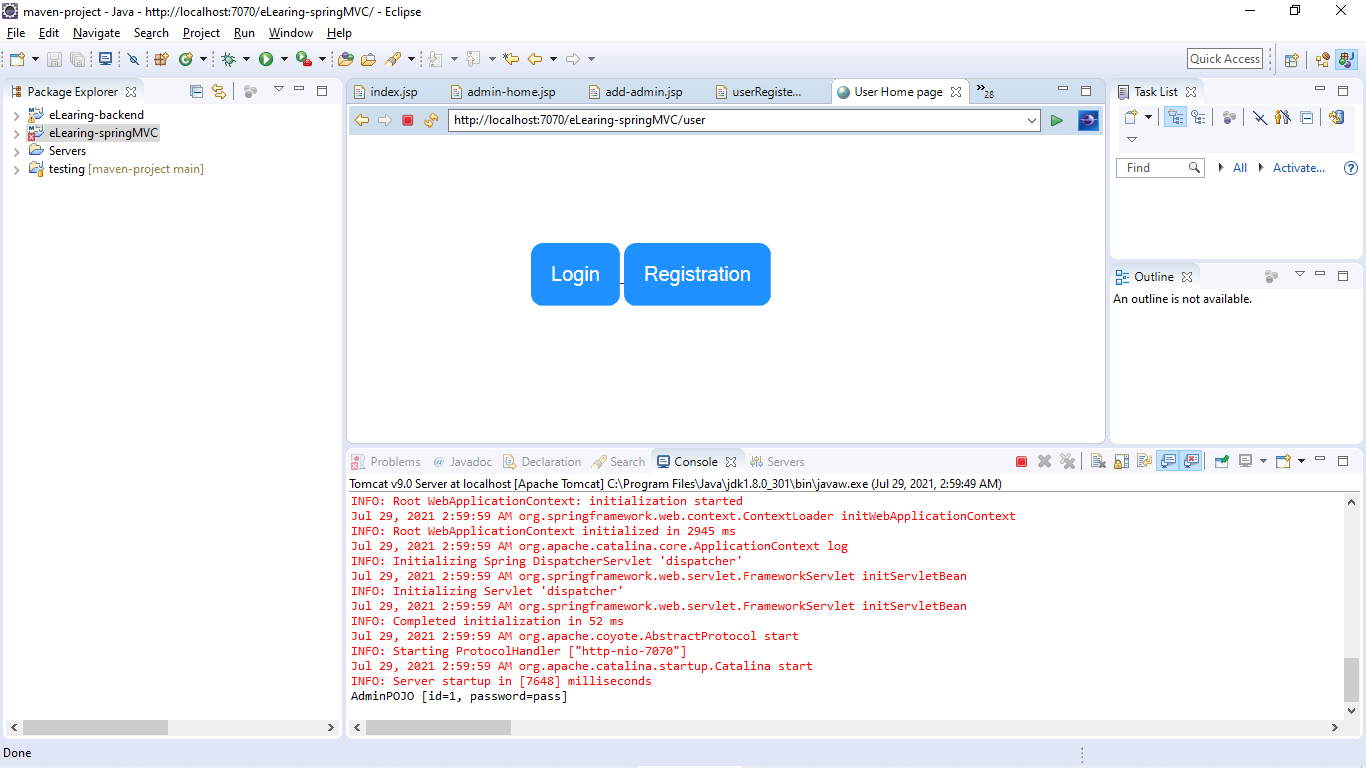 maven-project - Java - http://localhost:7070/eLearing-springMVC/ - Eclipse
File Edit Navigate Search Project Run Window Help
Quick Access
Package Explorer
eLearing-backend
eLearing-springMVC
Servers
testing [maven-project main]
index.jsp admin-home.jsp add-admin.jsp userRegiste... User Home page »28
http://localhost:7070/eLearing-springMVC/user
Login Registration
Task List
Find All Activate...
Outline
An outline is not available.
Problems @ Javadoc Declaration Search Console Servers
Tomcat v9.0 Server at localhost [Apache Tomcat] C:\Program Files\Java\jdk1.8.0_301\bin\javaw.exe (Jul 29, 2021, 2:59:49 AM)
INFO: Root WebApplicationContext: initialization started
Jul 29, 2021 2:59:59 AM org.springframework.web.context.ContextLoader initWebApplicationContext
INFO: Root WebApplicationContext initialized in 2945 ms
Jul 29, 2021 2:59:59 AM org.apache.catalina.core.ApplicationContext log
INFO: Initializing Spring DispatcherServlet 'dispatcher'
Jul 29, 2021 2:59:59 AM org.springframework.web.servlet.FrameworkServlet initServletBean
INFO: Initializing Servlet 'dispatcher'
Jul 29, 2021 2:59:59 AM org.springframework.web.servlet.FrameworkServlet initServletBean
INFO: Completed initialization in 52 ms
Jul 29, 2021 2:59:59 AM org.apache.coyote.AbstractProtocol start
INFO: Starting ProtocolHandler ["http-nio-7070"]
Jul 29, 2021 2:59:59 AM org.apache.catalina.startup.Catalina start
INFO: Server startup in [7648] milliseconds
AdminPOJO [id=1, password=pass]
Done